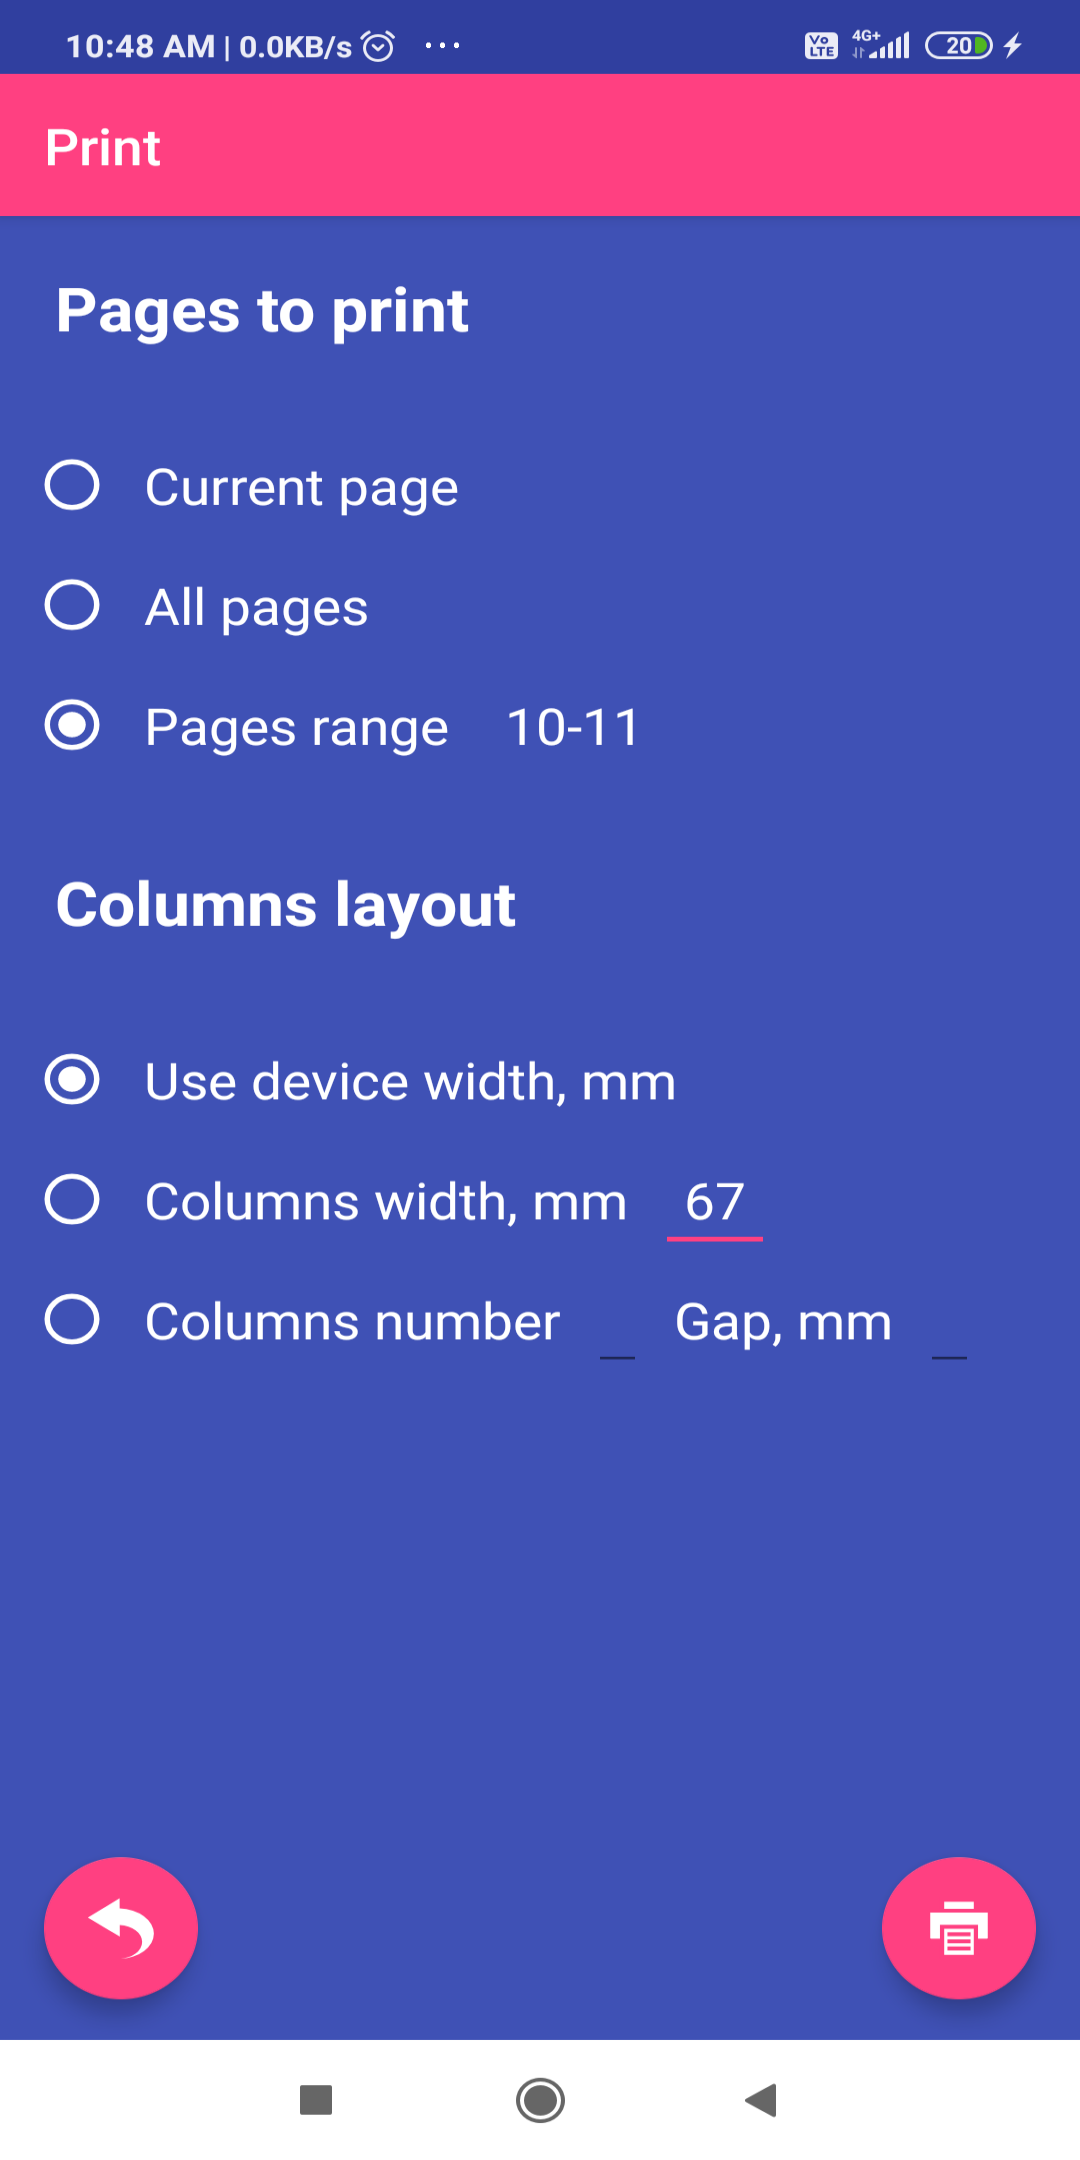 10:48 AM | 0.0KB/s ... Vo LTE 4G+ 20
Print
Pages to print
Current page
All pages
Pages range 10-11
Columns layout
Use device width, mm
Columns width, mm 67
Columns number Gap, mm